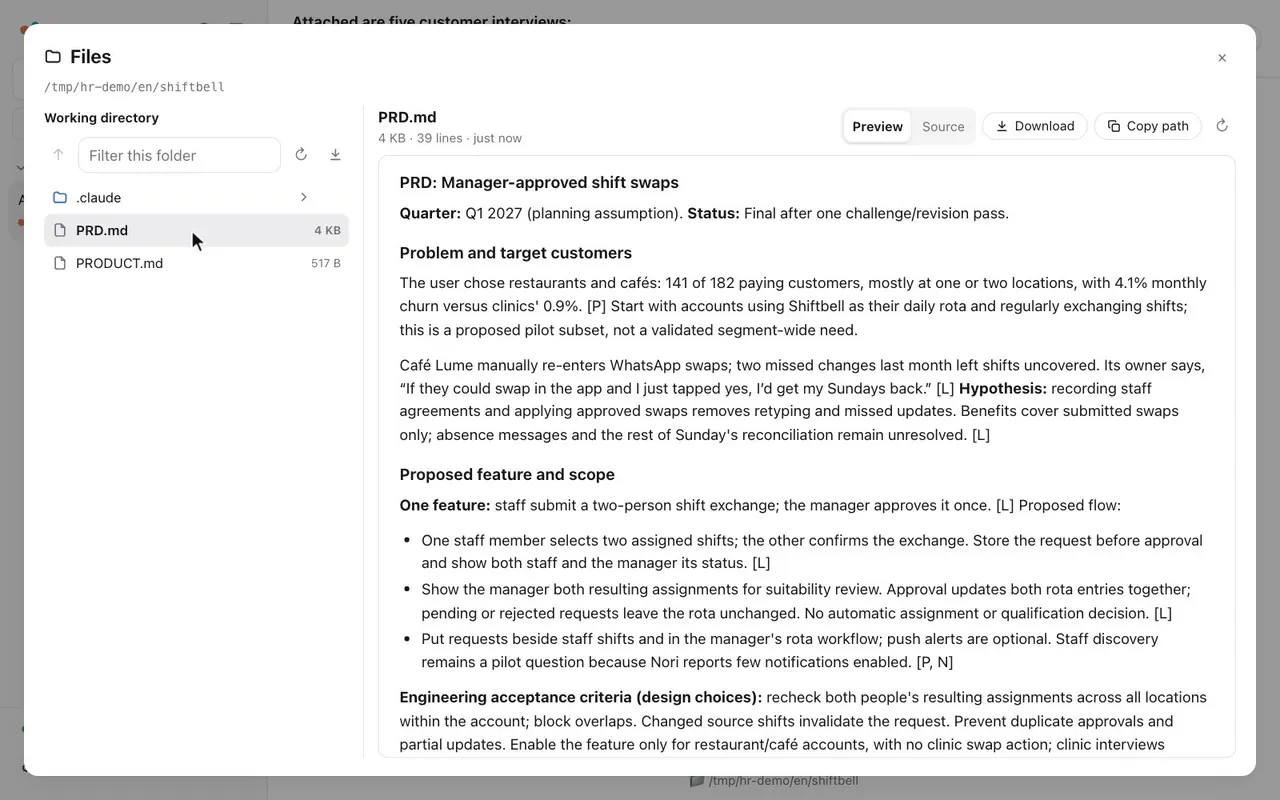 Attached are five customer interviews:
Files
/tmp/hr-demo/en/shiftbell
Working directory
Filter this folder
.claude
PRD.md 4 KB
PRODUCT.md 517 B
PRD.md
4 KB · 39 lines · just now
Preview Source Download Copy path
PRD: Manager-approved shift swaps
Quarter: Q1 2027 (planning assumption). Status: Final after one challenge/revision pass.
Problem and target customers
The user chose restaurants and cafés: 141 of 182 paying customers, mostly at one or two locations, with 4.1% monthly
churn versus clinics' 0.9%. [P] Start with accounts using Shiftbell as their daily rota and regularly exchanging shifts;
this is a proposed pilot subset, not a validated segment-wide need.
Café Lume manually re-enters WhatsApp swaps; two missed changes last month left shifts uncovered. Its owner says,
“If they could swap in the app and I just tapped yes, I’d get my Sundays back.” [L] Hypothesis: recording staff
agreements and applying approved swaps removes retyping and missed updates. Benefits cover submitted swaps
only; absence messages and the rest of Sunday's reconciliation remain unresolved. [L]
Proposed feature and scope
One feature: staff submit a two-person shift exchange; the manager approves it once. [L] Proposed flow:
• One staff member selects two assigned shifts; the other confirms the exchange. Store the request before approval
and show both staff and the manager its status. [L]
• Show the manager both resulting assignments for suitability review. Approval updates both rota entries together;
pending or rejected requests leave the rota unchanged. No automatic assignment or qualification decision. [L]
• Put requests beside staff shifts and in the manager's rota workflow; push alerts are optional. Staff discovery
remains a pilot question because Nori reports few notifications enabled. [P, N]
Engineering acceptance criteria (design choices): recheck both people's resulting assignments across all locations
within the account; block overlaps. Changed source shifts invalidate the request. Prevent duplicate approvals and
partial updates. Enable the feature only for restaurant/café accounts, with no clinic swap action; clinic interviews
/tmp/hr-demo/en/shiftbell